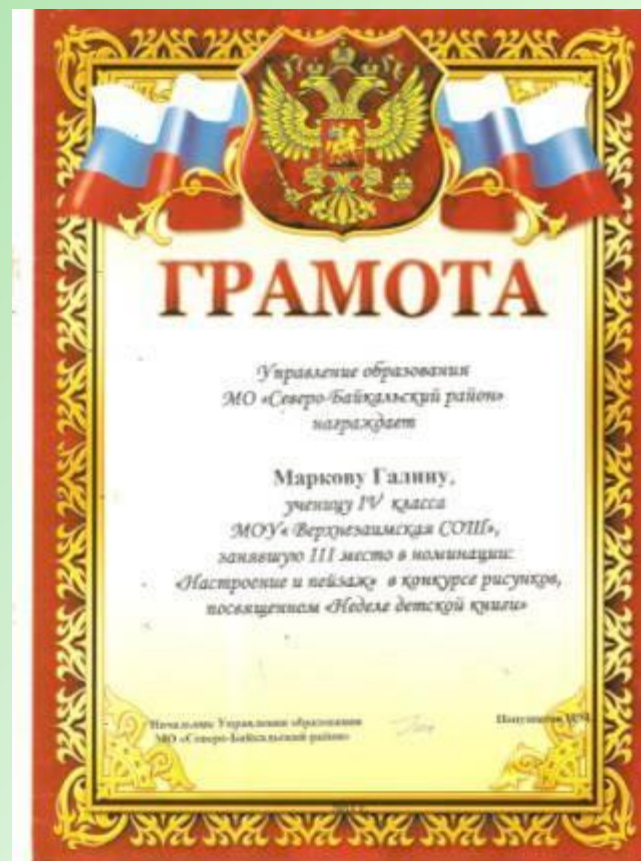 ГРАМОТА
Управление образования
МО «Северо-Байкальский район»
награждает
Маркову Галину,
ученицу IV класса
МОУ« Верхнезаимская СОШ»,
занявшую III место в номинации:
«Настроение и пейзаж» в конкурсе рисунков,
посвященном «Неделе детской книги»
Начальник Управления образования
МО «Северо-Байкальский район»